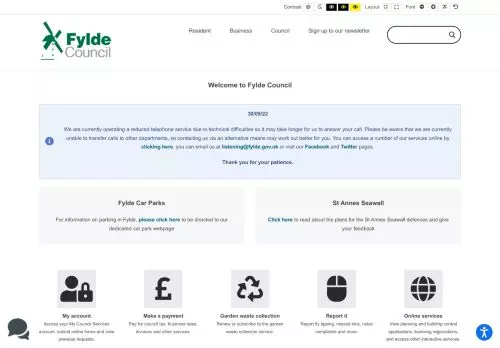 Contrast
Layout
Font
Fylde
Council
Resident
Business
Council
Sign up to our newsletter
Welcome to Fylde Council
30/09/22
We are currently operating a reduced telephone service due to technical difficulties so it may take longer for us to answer your call. Please be aware that we are currently
unable to transfer calls to other departments, so contacting us via an alternative means may work out better for you. You can access a number of our services online by
clicking here, you can email us at listening@fylde.gov.uk or visit our Facebook and Twitter pages.
Thank you for your patience.
Fylde Car Parks
For information on parking in Fylde, please click here to be directed to our
dedicated car park webpage
St Annes Seawall
Click here to read about the plans for the St Annes Seawall defences and give
your feedback
My account
Access your My Council Services
account, submit online forms and view
previous requests.
Make a payment
Pay for council tax, business rates,
invoices and other services.
Garden waste collection
Renew or subscribe to the garden
waste collection service.
Report it
Report fly tipping, missed bins, noise
complaints and more.
Online services
View planning and building control
applications, licensing registrations,
and access other interactive services